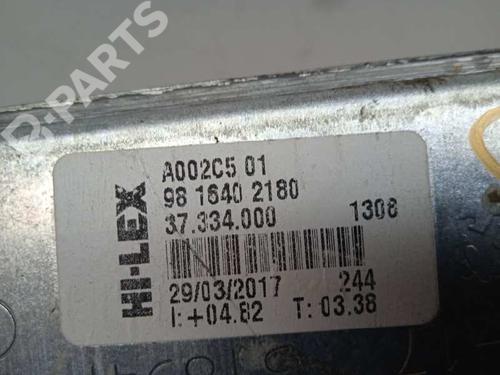 B-PARTS
HI-LEX
A002C5 01
98 1640 2180
37.334.000 1308
29/03/2017 244
I:+04.82 T:03.38